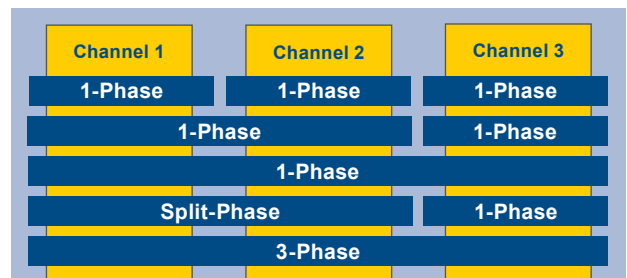 Channel 1 Channel 2 Channel 3
1-Phase 1-Phase 1-Phase
1-Phase 1-Phase
1-Phase
Split-Phase 1-Phase
3-Phase